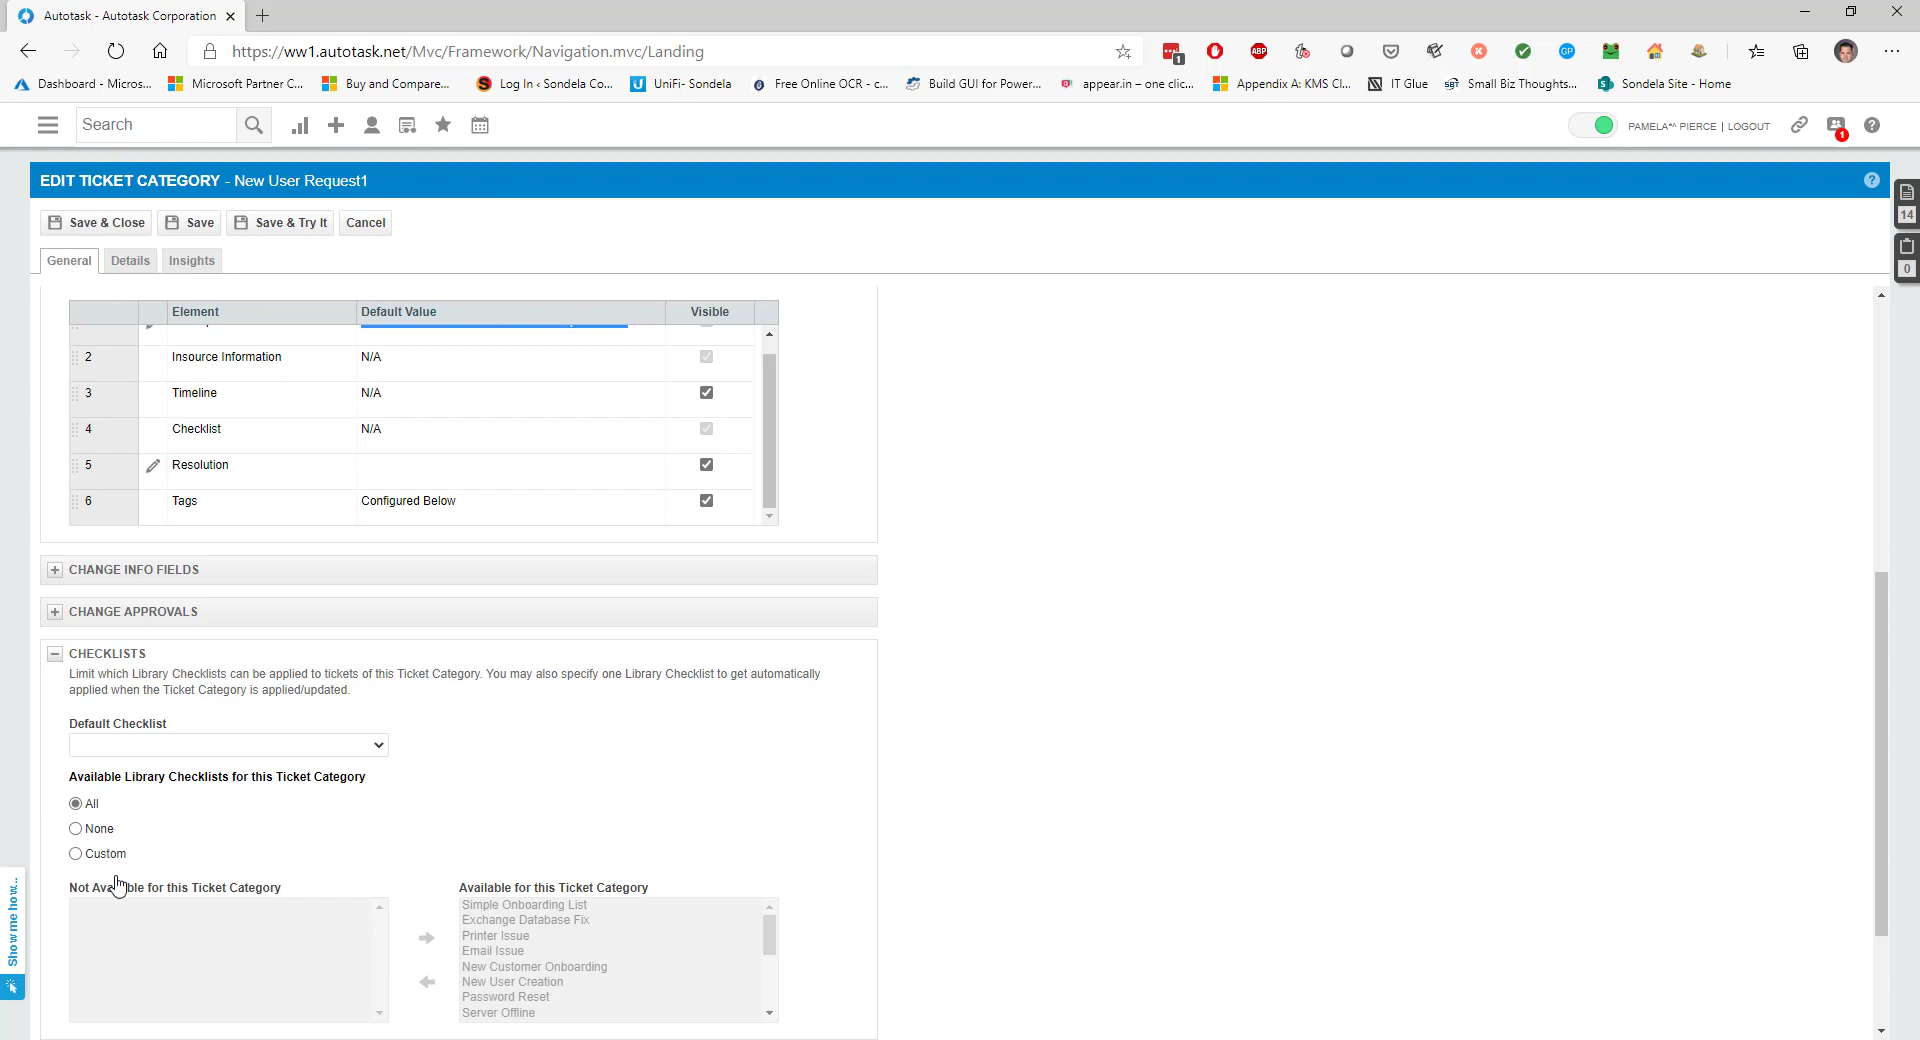 Autotask - Autotask Corporation
https://ww1.autotask.net/Mvc/Framework/Navigation.mvc/Landing
1
ABP
GP
Dashboard - Micros...
Microsoft Partner C...
Buy and Compare...
Log In ‹ Sondela Co...
UniFi- Sondela
Free Online OCR - c...
Build GUI for Power...
appear.in – one clic...
Appendix A: KMS Cl...
IT Glue
SBT
Small Biz Thoughts...
Sondela Site - Home
Search
PAMELA*^ PIERCE | LOGOUT
1
EDIT TICKET CATEGORY - New User Request1
14
0
Save & Close
Save
Save & Try It
Cancel
General
Details
Insights
Element
Default Value
Visible
2
Insource Information
N/A
3
Timeline
N/A
4
Checklist
N/A
5
Resolution
6
Tags
Configured Below
CHANGE INFO FIELDS
CHANGE APPROVALS
CHECKLISTS
Limit which Library Checklists can be applied to tickets of this Ticket Category. You may also specify one Library Checklist to get automatically
applied when the Ticket Category is applied/updated.
Default Checklist
Available Library Checklists for this Ticket Category
All
None
Custom
Not Available for this Ticket Category
Available for this Ticket Category
Simple Onboarding List
Exchange Database Fix
Printer Issue
Email Issue
New Customer Onboarding
New User Creation
Password Reset
Server Offline
Show me how...